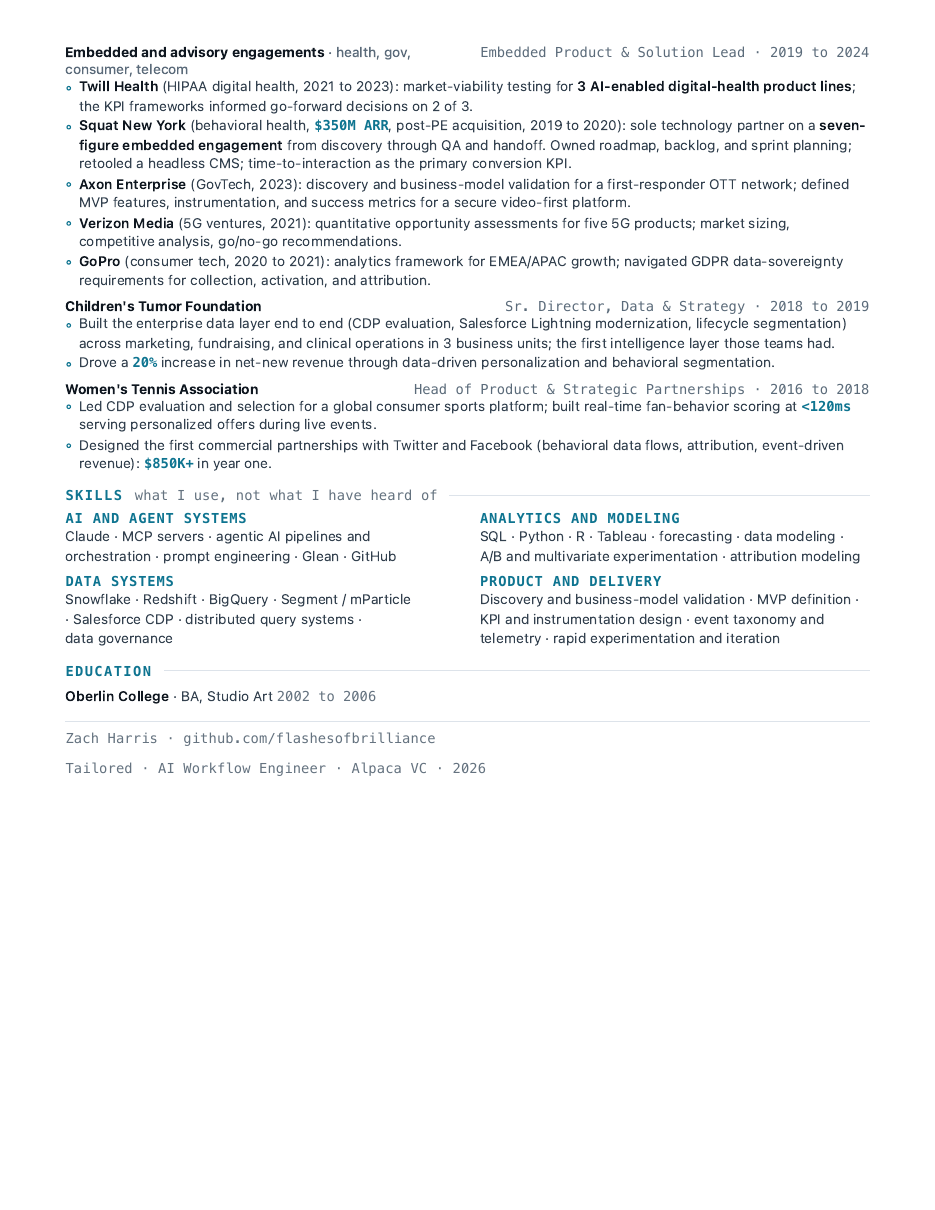 Embedded and advisory engagements · health, gov, consumer, telecom
Embedded Product & Solution Lead · 2019 to 2024
Twill Health (HIPAA digital health, 2021 to 2023): market-viability testing for 3 AI-enabled digital-health product lines;
the KPI frameworks informed go-forward decisions on 2 of 3.
Squat New York (behavioral health, $350M ARR, post-PE acquisition, 2019 to 2020): sole technology partner on a seven-
figure embedded engagement from discovery through QA and handoff. Owned roadmap, backlog, and sprint planning;
retooled a headless CMS; time-to-interaction as the primary conversion KPI.
Axon Enterprise (GovTech, 2023): discovery and business-model validation for a first-responder OTT network; defined
MVP features, instrumentation, and success metrics for a secure video-first platform.
Verizon Media (5G ventures, 2021): quantitative opportunity assessments for five 5G products; market sizing,
competitive analysis, go/no-go recommendations.
GoPro (consumer tech, 2020 to 2021): analytics framework for EMEA/APAC growth; navigated GDPR data-sovereignty
requirements for collection, activation, and attribution.
Children's Tumor Foundation Sr. Director, Data & Strategy · 2018 to 2019
Built the enterprise data layer end to end (CDP evaluation, Salesforce Lightning modernization, lifecycle segmentation)
across marketing, fundraising, and clinical operations in 3 business units; the first intelligence layer those teams had.
Drove a 20% increase in net-new revenue through data-driven personalization and behavioral segmentation.
Women's Tennis Association Head of Product & Strategic Partnerships · 2016 to 2018
Led CDP evaluation and selection for a global consumer sports platform; built real-time fan-behavior scoring at <120ms
serving personalized offers during live events.
Designed the first commercial partnerships with Twitter and Facebook (behavioral data flows, attribution, event-driven
revenue): $850K+ in year one.
SKILLS what I use, not what I have heard of
AI AND AGENT SYSTEMS
Claude · MCP servers · agentic AI pipelines and
orchestration · prompt engineering · Glean · GitHub
ANALYTICS AND MODELING
SQL · Python · R · Tableau · forecasting · data modeling ·
A/B and multivariate experimentation · attribution modeling
DATA SYSTEMS
Snowflake · Redshift · BigQuery · Segment / mParticle
· Salesforce CDP · distributed query systems ·
data governance
PRODUCT AND DELIVERY
Discovery and business-model validation · MVP definition ·
KPI and instrumentation design · event taxonomy and
telemetry · rapid experimentation and iteration
EDUCATION
Oberlin College · BA, Studio Art 2002 to 2006
Zach Harris · github.com/flashesofbrilliance
Tailored · AI Workflow Engineer · Alpaca VC · 2026